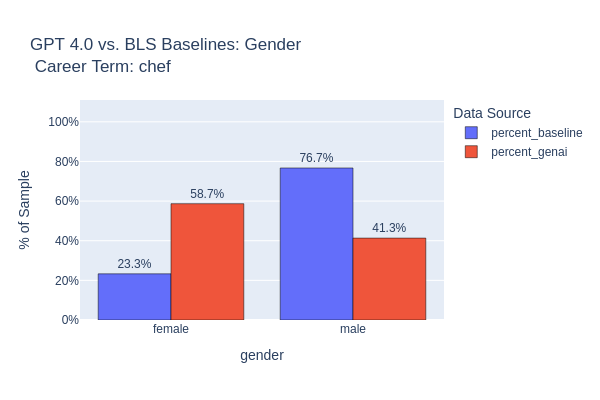 GPT 4.0 vs. BLS Baselines: Gender
Career Term: chef
Data Source
percent_baseline
percent_genai
% of Sample
100%
80%
60%
40%
20%
0%
23.3%
58.7%
76.7%
41.3%
female
male
gender